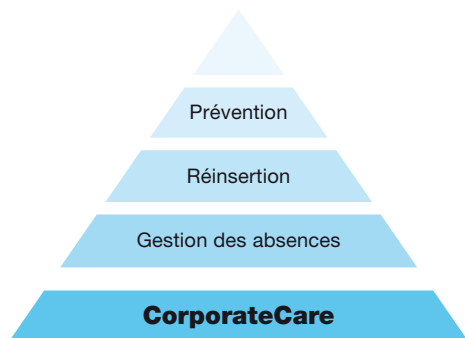 Prévention
Réinsertion
Gestion des absences
CorporateCare